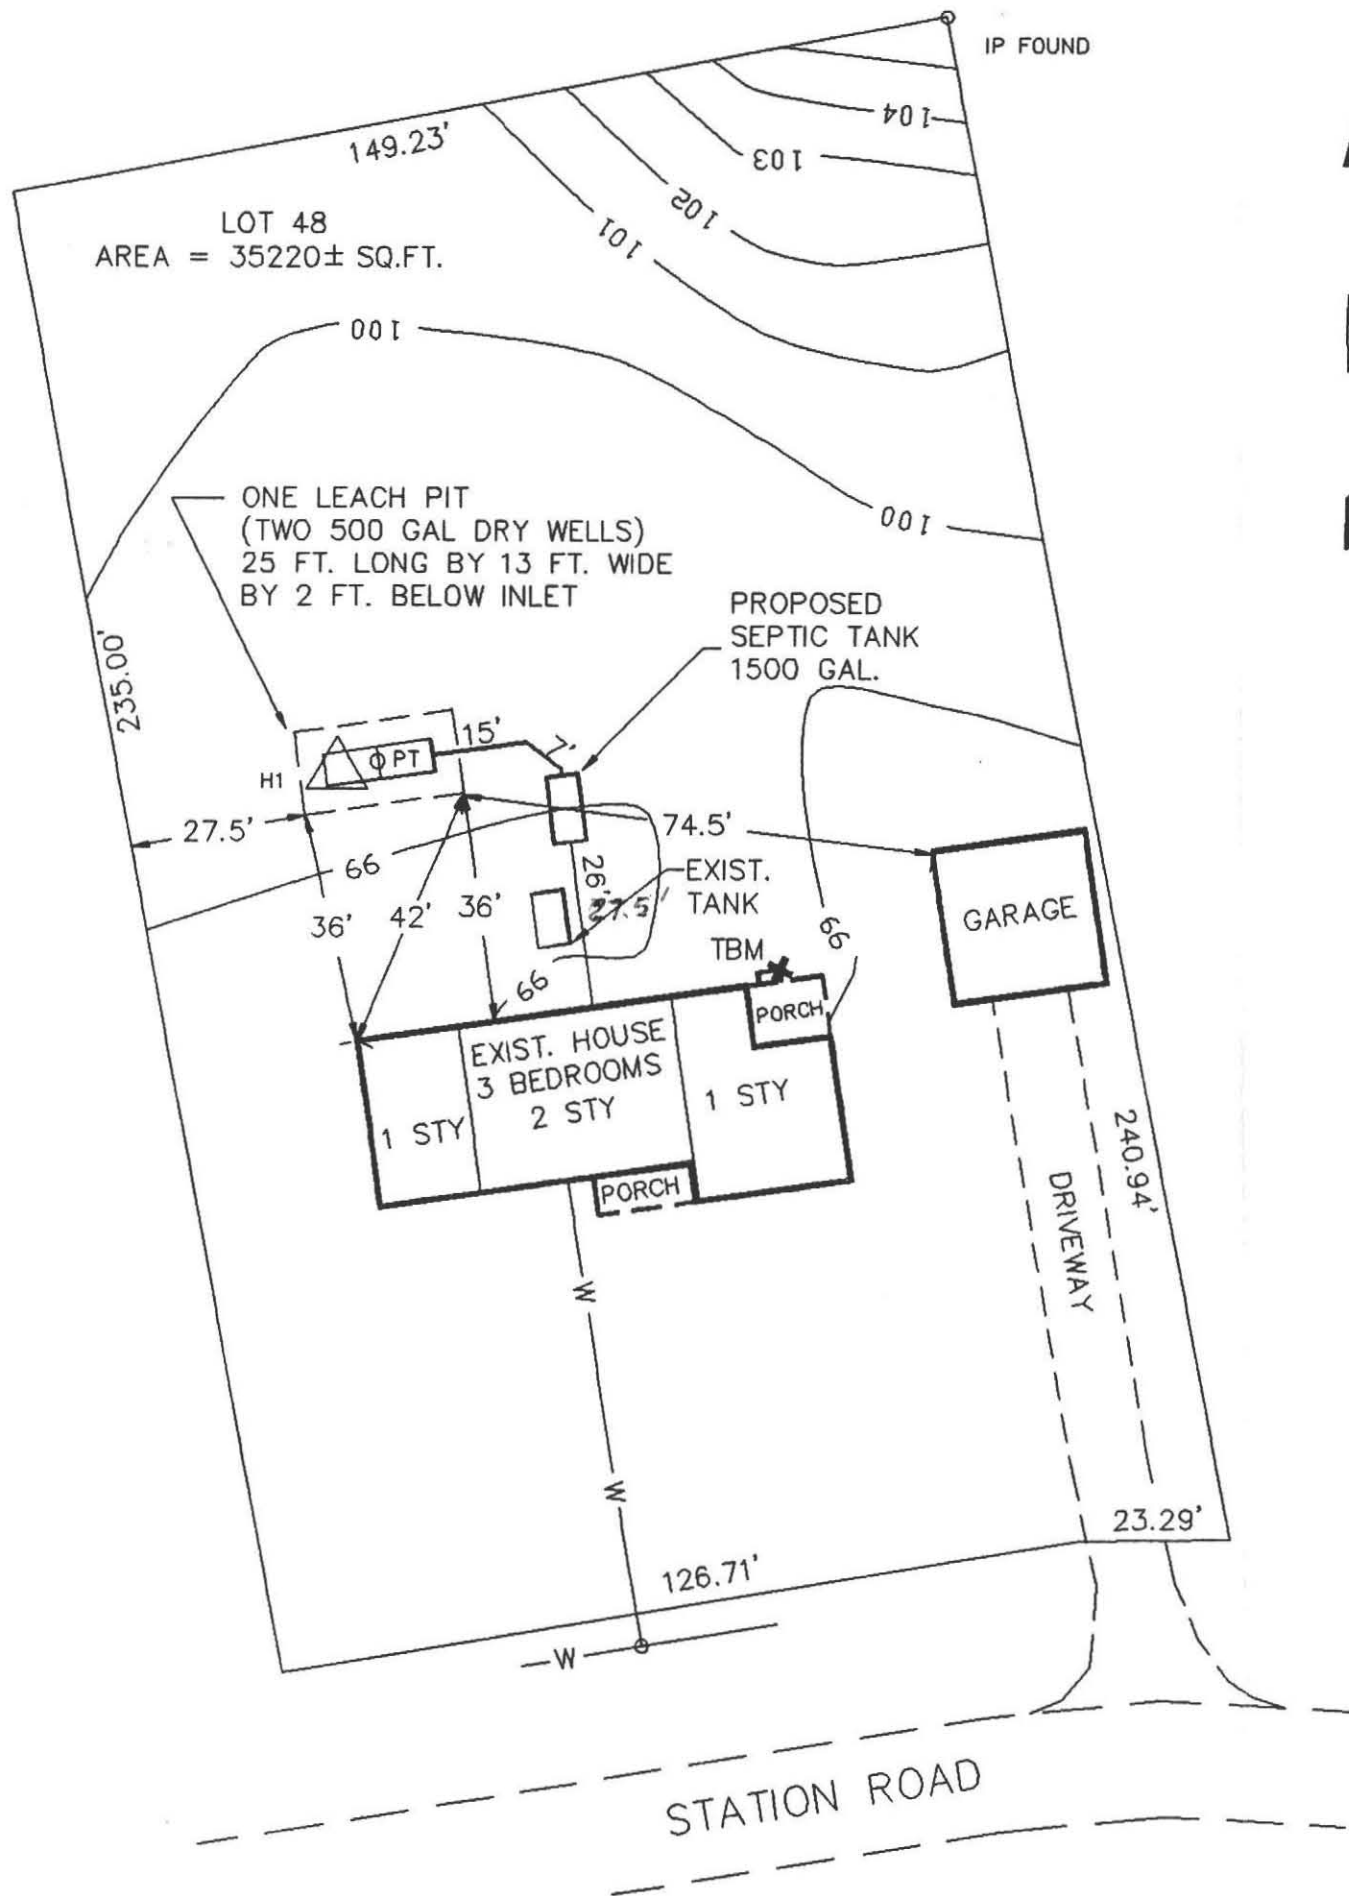 IP FOUND
149.23'
104
103
102
101
LOT 48
AREA = 35220± SQ.FT.
100
100
ONE LEACH PIT
(TWO 500 GAL DRY WELLS)
25 FT. LONG BY 13 FT. WIDE
BY 2 FT. BELOW INLET
PROPOSED
SEPTIC TANK
1500 GAL.
235.00'
15'
7'
PT
H1
27.5'
74.5'
99
26'
27.5'
EXIST.
TANK
36'
42'
36'
GARAGE
TBM
99
99
PORCH
EXIST. HOUSE
3 BEDROOMS
2 STY
1 STY
1 STY
PORCH
240.94'
DRIVEWAY
W
W
23.29'
126.71'
W
STATION ROAD